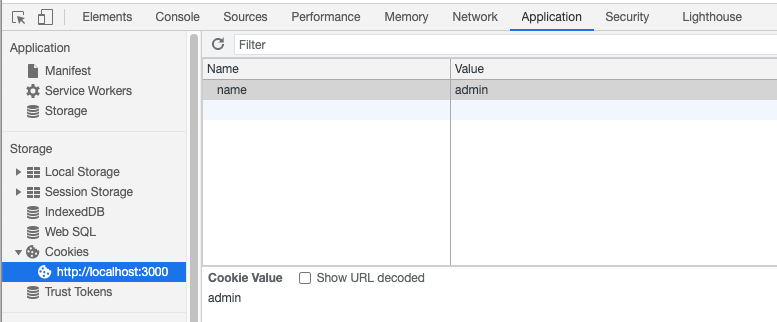 Elements Console Sources Performance Memory Network Application Security Lighthouse
Application
Manifest
Service Workers
Storage
Storage
Local Storage
Session Storage
IndexedDB
Web SQL
Cookies
http://localhost:3000
Trust Tokens
Filter
Name Value
name admin
Cookie Value Show URL decoded
admin